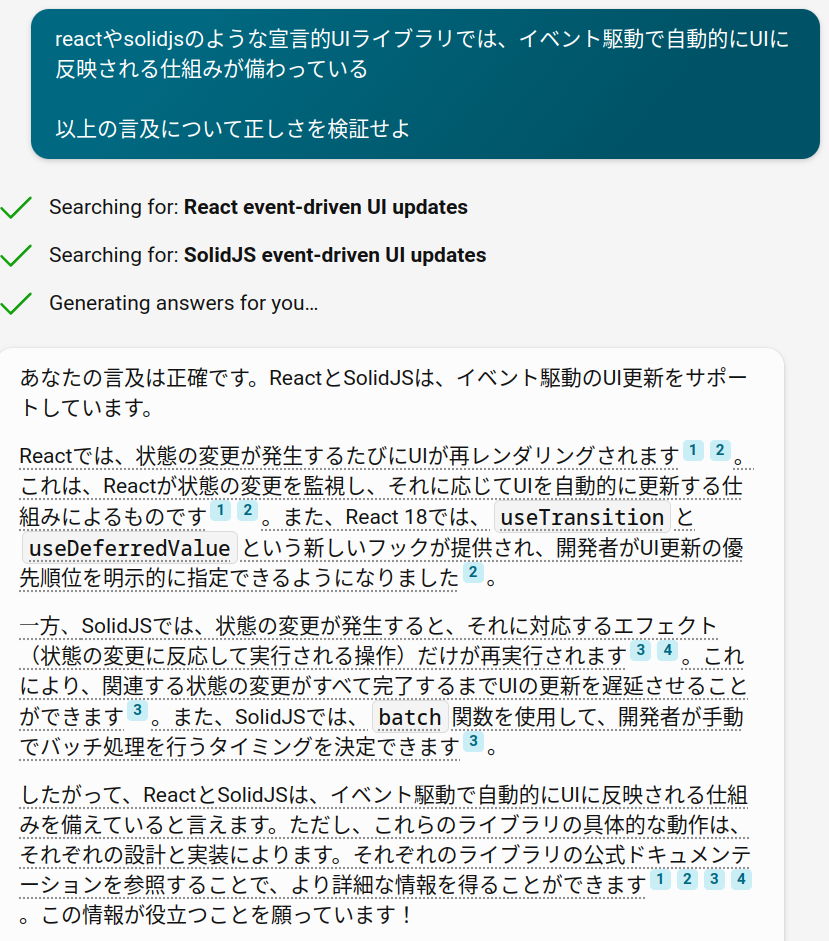 reactやsolidjsのような宣言的UIライブラリでは、イベント駆動で自動的にUIに
反映される仕組みが備わっている
以上の言及について正しさを検証せよ
Searching for: React event-driven UI updates
Searching for: SolidJS event-driven UI updates
Generating answers for you…
あなたの言及は正確です。ReactとSolidJSは、イベント駆動のUI更新をサポー
トしています。
Reactでは、状態の変更が発生するたびにUIが再レンダリングされます 1 2 。
これは、Reactが状態の変更を監視し、それに応じてUIを自動的に更新する仕
組みによるものです 1 2 。また、React 18では、 useTransition と
useDeferredValue という新しいフックが提供され、開発者がUI更新の優
先順位を明示的に指定できるようになりました 2 。
一方、SolidJSでは、状態の変更が発生すると、それに対応するエフェクト
（状態の変更に反応して実行される操作）だけが再実行されます 3 4 。これ
により、関連する状態の変更がすべて完了するまでUIの更新を遅延させること
ができます 3 。また、SolidJSでは、 batch 関数を使用して、開発者が手動
でバッチ処理を行うタイミングを決定できます 3 。
したがって、ReactとSolidJSは、イベント駆動で自動的にUIに反映される仕組
みを備えていると言えます。ただし、これらのライブラリの具体的な動作は、
それぞれの設計と実装によります。それぞれのライブラリの公式ドキュメンテ
ーションを参照することで、より詳細な情報を得ることができます 1 2 3 4
。この情報が役立つことを願っています！